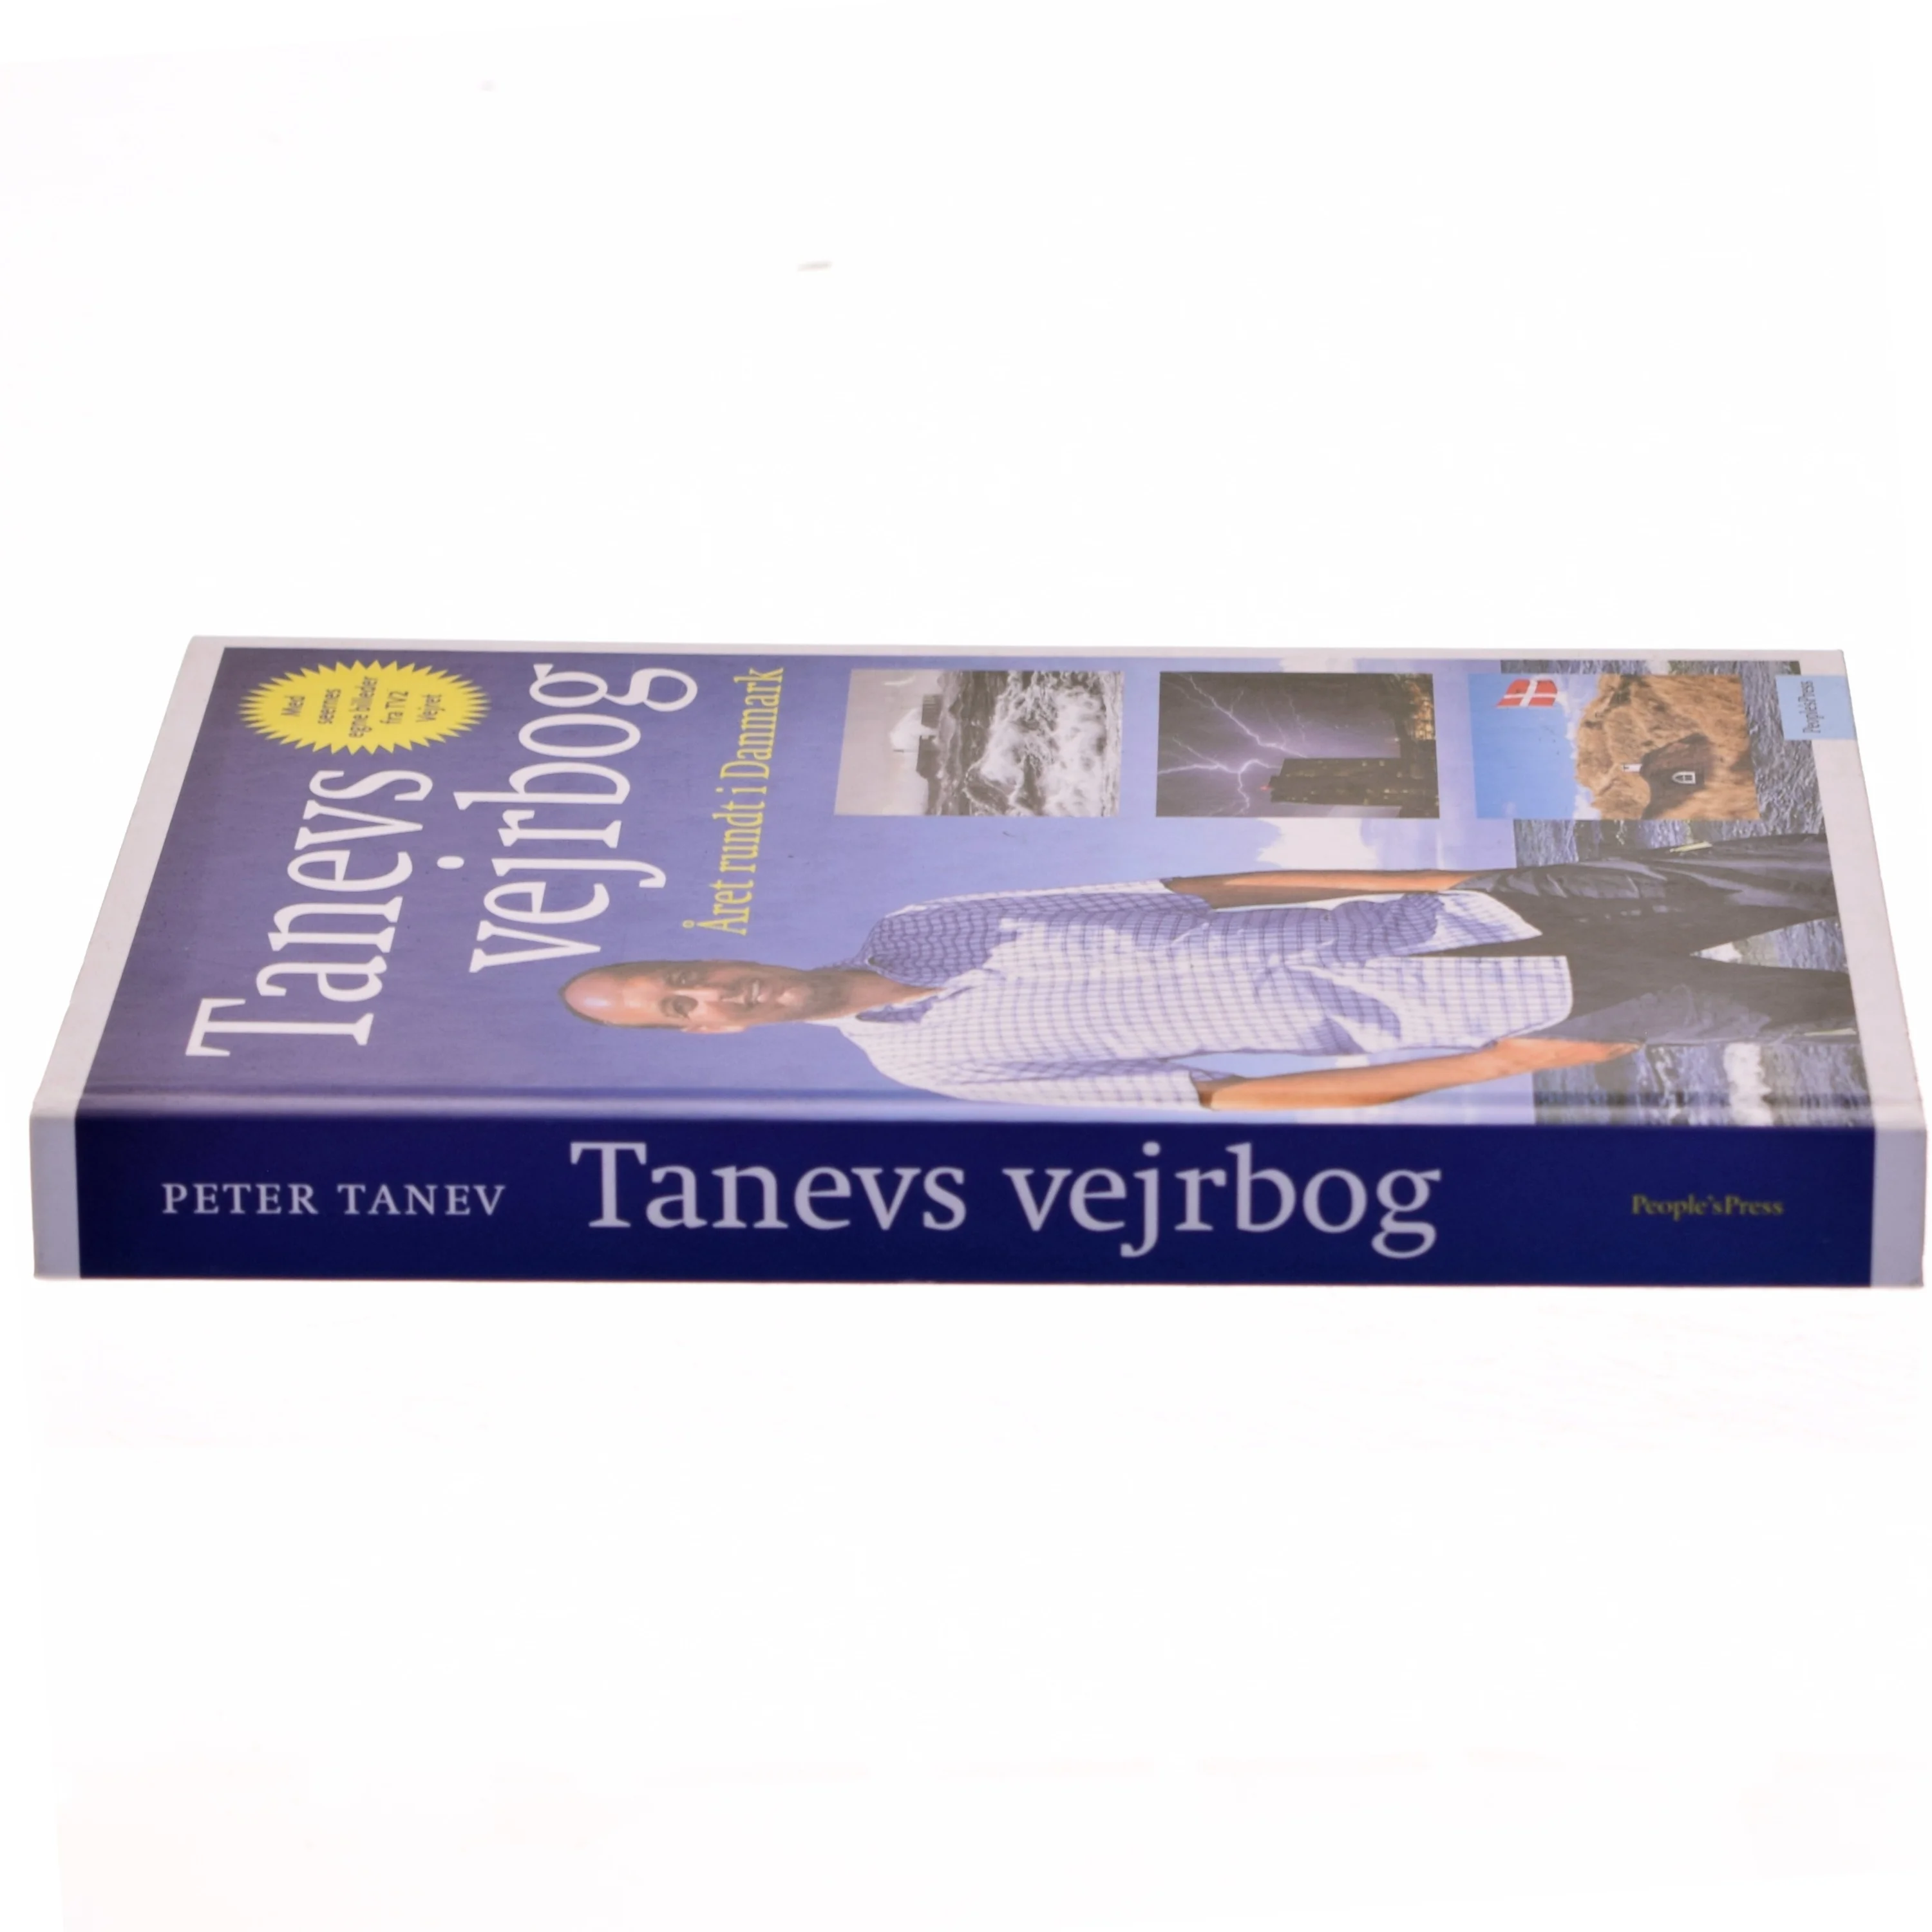 Med
seernes
egne billeder
fra TV2
Vejret
Tanevs
vejrbog
Året rundt i Danmark
People'sPress
PETER TANEV
Tanevs vejrbog
People'sPress